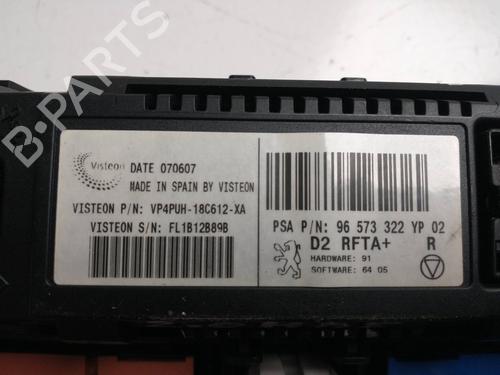 B-PARTS
Visteon
DATE 070607
MADE IN SPAIN BY VISTEON
VISTEON P/N: VP4PUH-18C612-XA
VISTEON S/N: FL1B12B89B
PSA P/N: 96 573 322 YP 02
D2 RFTA+ R
HARDWARE: 91
SOFTWARE: 64 05
B-PARTS